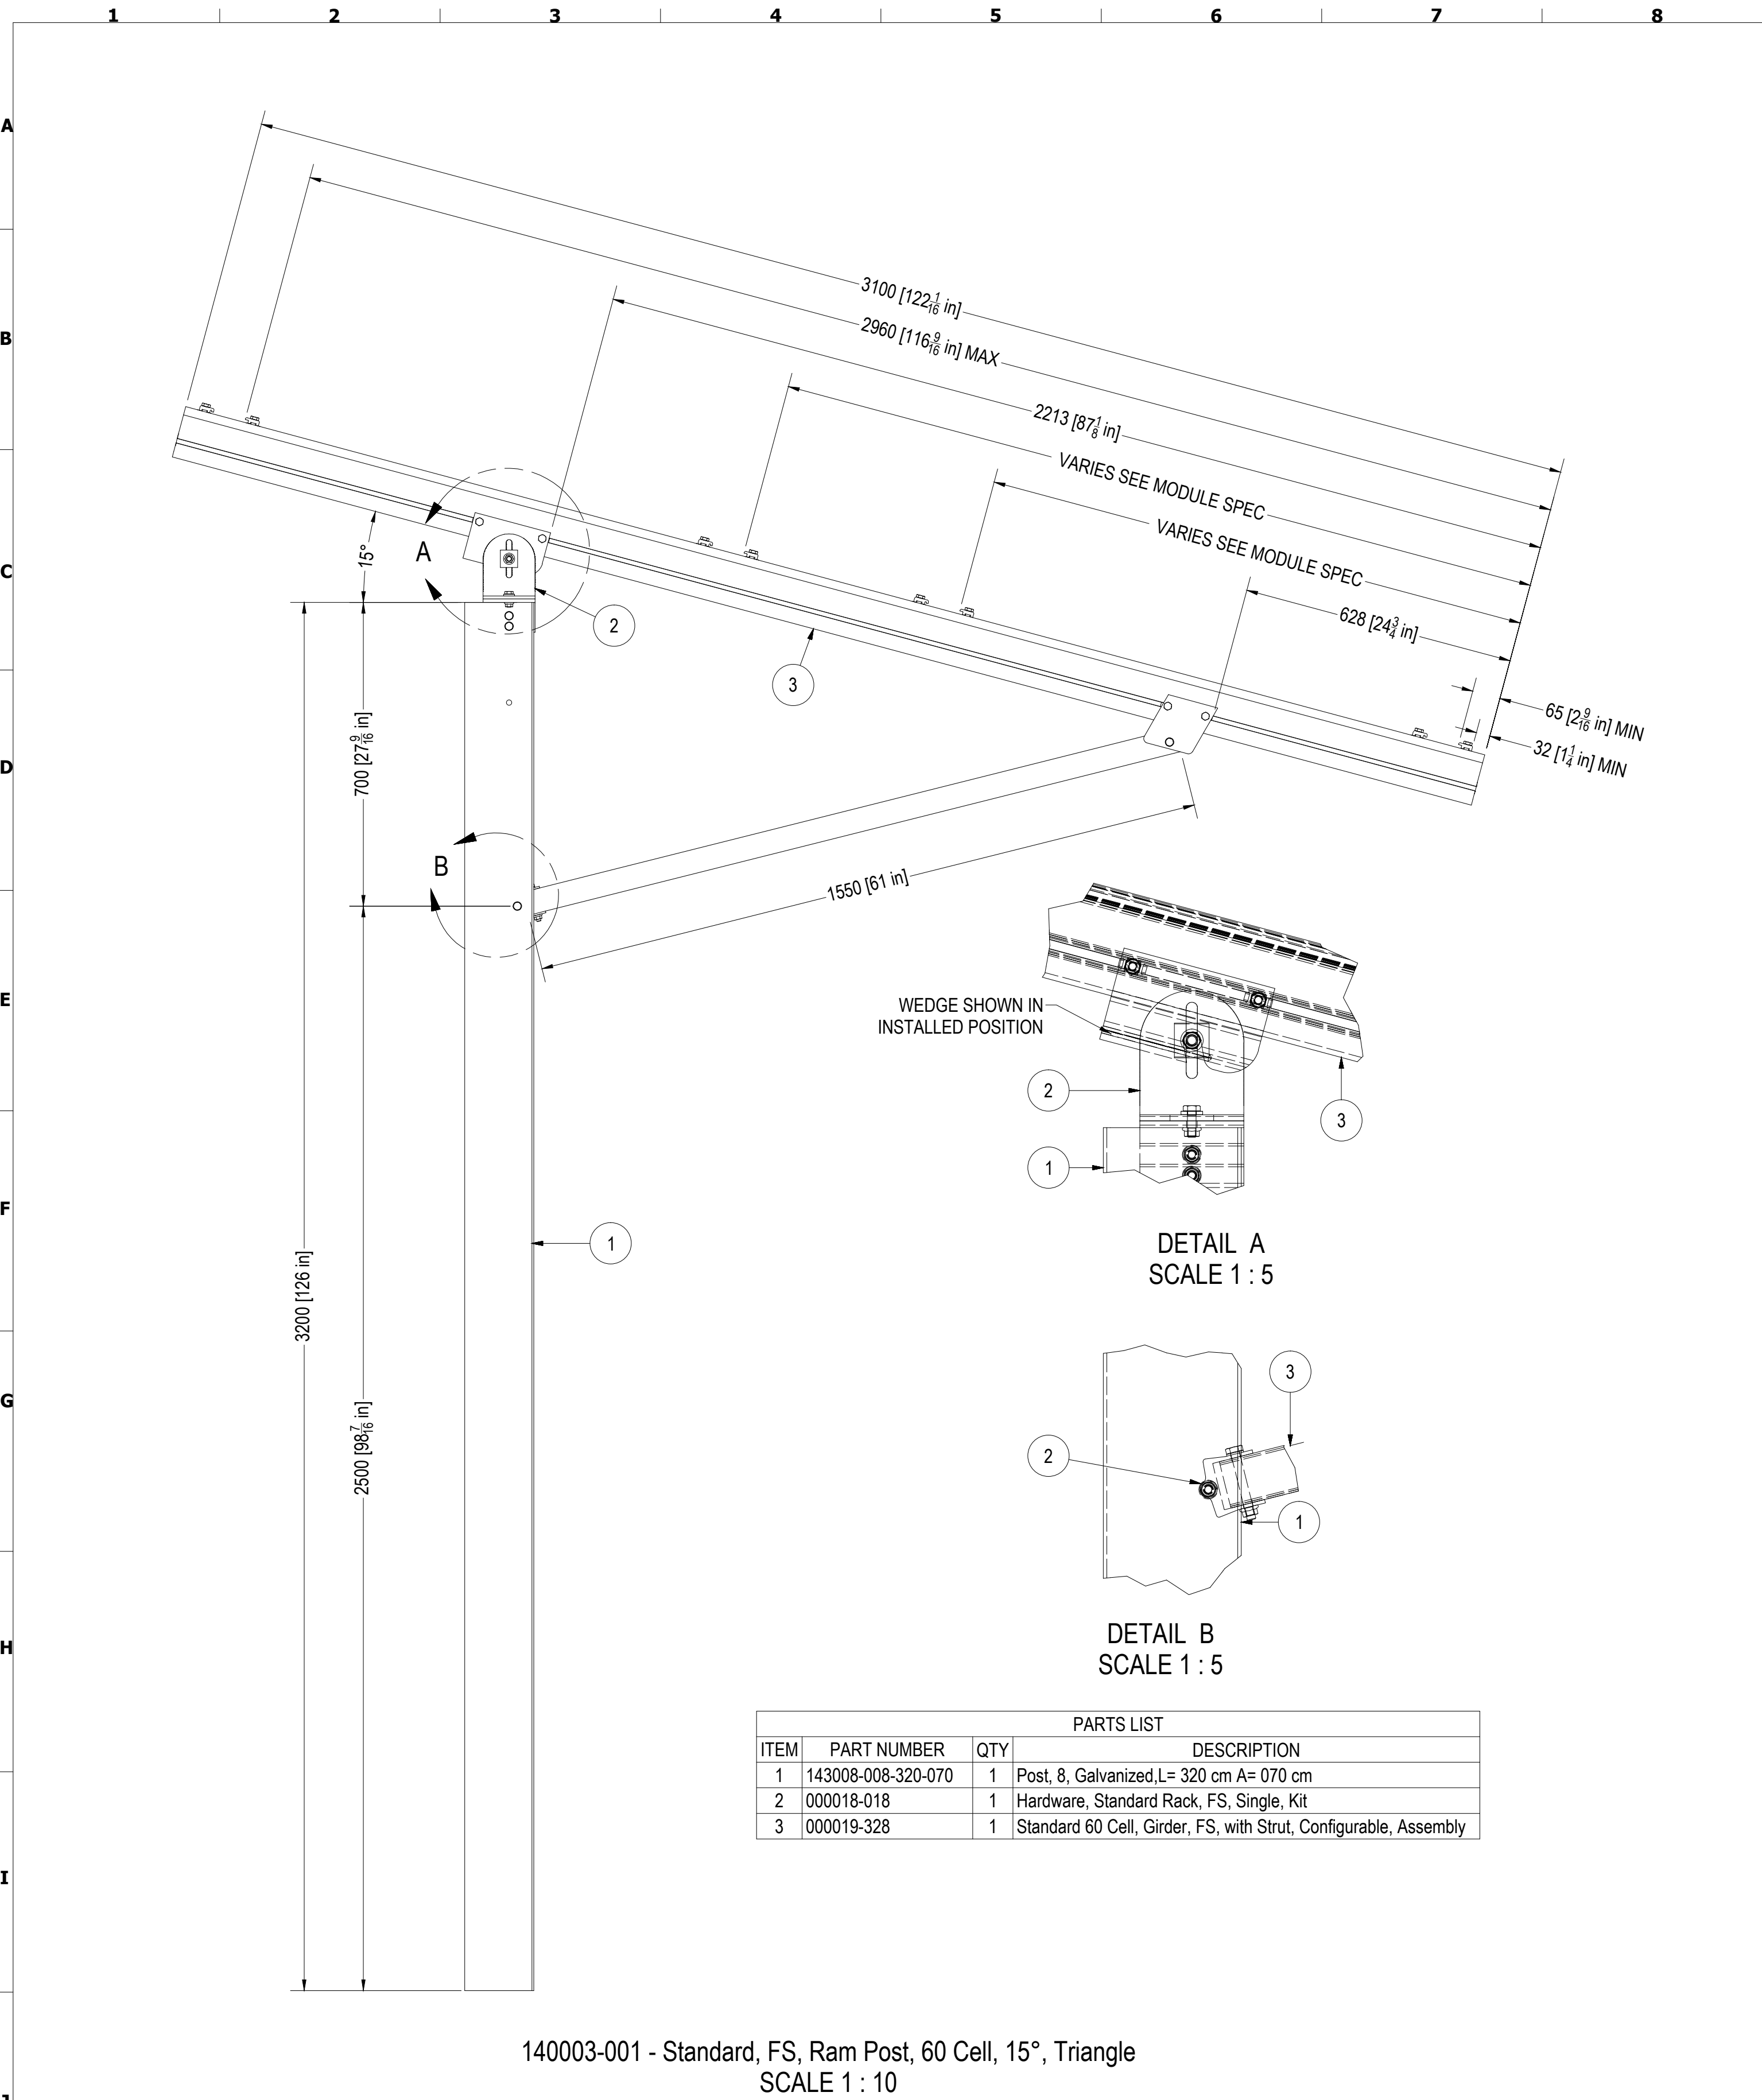 1 2 3 4 5 6 7 8
A
B
C
D
E
F
G
H
I
3100 [122 1/16 in]
2960 [116 9/16 in] MAX
2213 [87 1/8 in]
VARIES SEE MODULE SPEC
VARIES SEE MODULE SPEC
628 [24 3/4 in]
65 [2 9/16 in] MIN
32 [1 1/4 in] MIN
15°
A
2
3
700 [27 9/16 in]
B
1550 [61 in]
3200 [126 in]
2500 [98 7/16 in]
1
WEDGE SHOWN IN
INSTALLED POSITION
2
3
1
DETAIL A
SCALE 1 : 5
3
2
1
DETAIL B
SCALE 1 : 5
PARTS LIST
ITEM PART NUMBER QTY DESCRIPTION
1 143008-008-320-070 1 Post, 8, Galvanized,L= 320 cm A= 070 cm
2 000018-018 1 Hardware, Standard Rack, FS, Single, Kit
3 000019-328 1 Standard 60 Cell, Girder, FS, with Strut, Configurable, Assembly
140003-001 - Standard, FS, Ram Post, 60 Cell, 15°, Triangle
SCALE 1 : 10